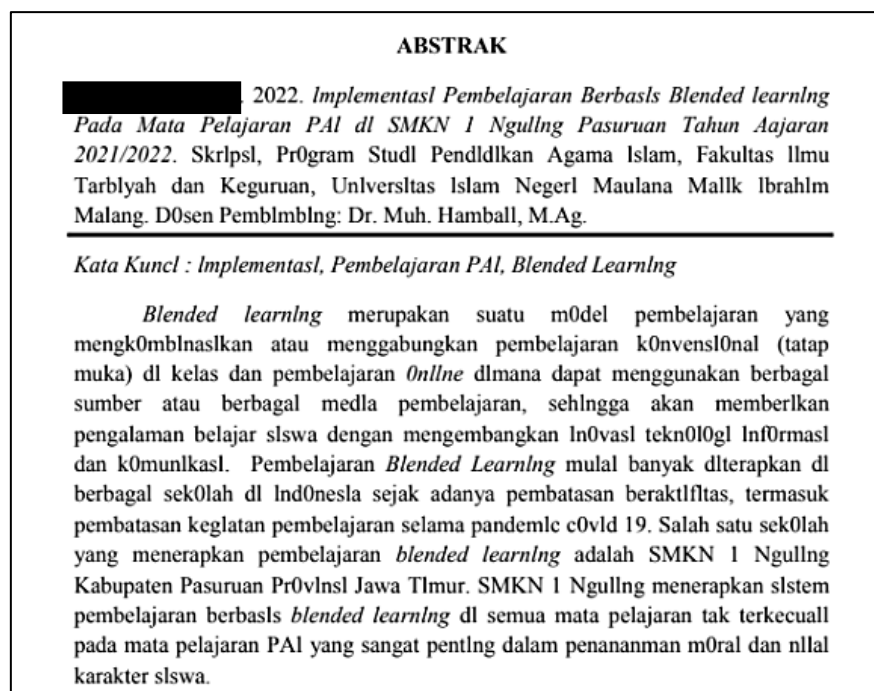 ABSTRAK
. 2022. lmplementasl Pembelajaran Berbasls Blended learnlng
Pada Mata Pelajaran PAl dl SMKN 1 Ngullng Pasuruan Tahun Aajaran
2021/2022. Skrlpsl, Pr0gram Studl Pendldlkan Agama lslam, Fakultas llmu
Tarblyah dan Keguruan, Unlversltas lslam Negerl Maulana Mallk lbrahlm
Malang. D0sen Pemblmblng: Dr. Muh. Hamball, M.Ag.
Kata Kuncl : lmplementasl, Pembelajaran PAl, Blended Learnlng
Blended learnlng merupakan suatu m0del pembelajaran yang
mengk0mblnaslkan atau menggabungkan pembelajaran k0nvensl0nal (tatap
muka) dl kelas dan pembelajaran 0nllne dlmana dapat menggunakan berbagal
sumber atau berbagal medla pembelajaran, sehlngga akan memberlkan
pengalaman belajar slswa dengan mengembangkan ln0vasl tekn0l0gl lnf0rmasl
dan k0munlkasl. Pembelajaran Blended Learnlng mulal banyak dlterapkan dl
berbagal sek0lah dl lnd0nesla sejak adanya pembatasan beraktlfltas, termasuk
pembatasan keglatan pembelajaran selama pandemlc c0vld 19. Salah satu sek0lah
yang menerapkan pembelajaran blended learnlng adalah SMKN 1 Ngullng
Kabupaten Pasuruan Pr0vlnsl Jawa Tlmur. SMKN 1 Ngullng menerapkan slstem
pembelajaran berbasls blended learnlng dl semua mata pelajaran tak terkecuall
pada mata pelajaran PAl yang sangat pentlng dalam penananman m0ral dan nllal
karakter slswa.